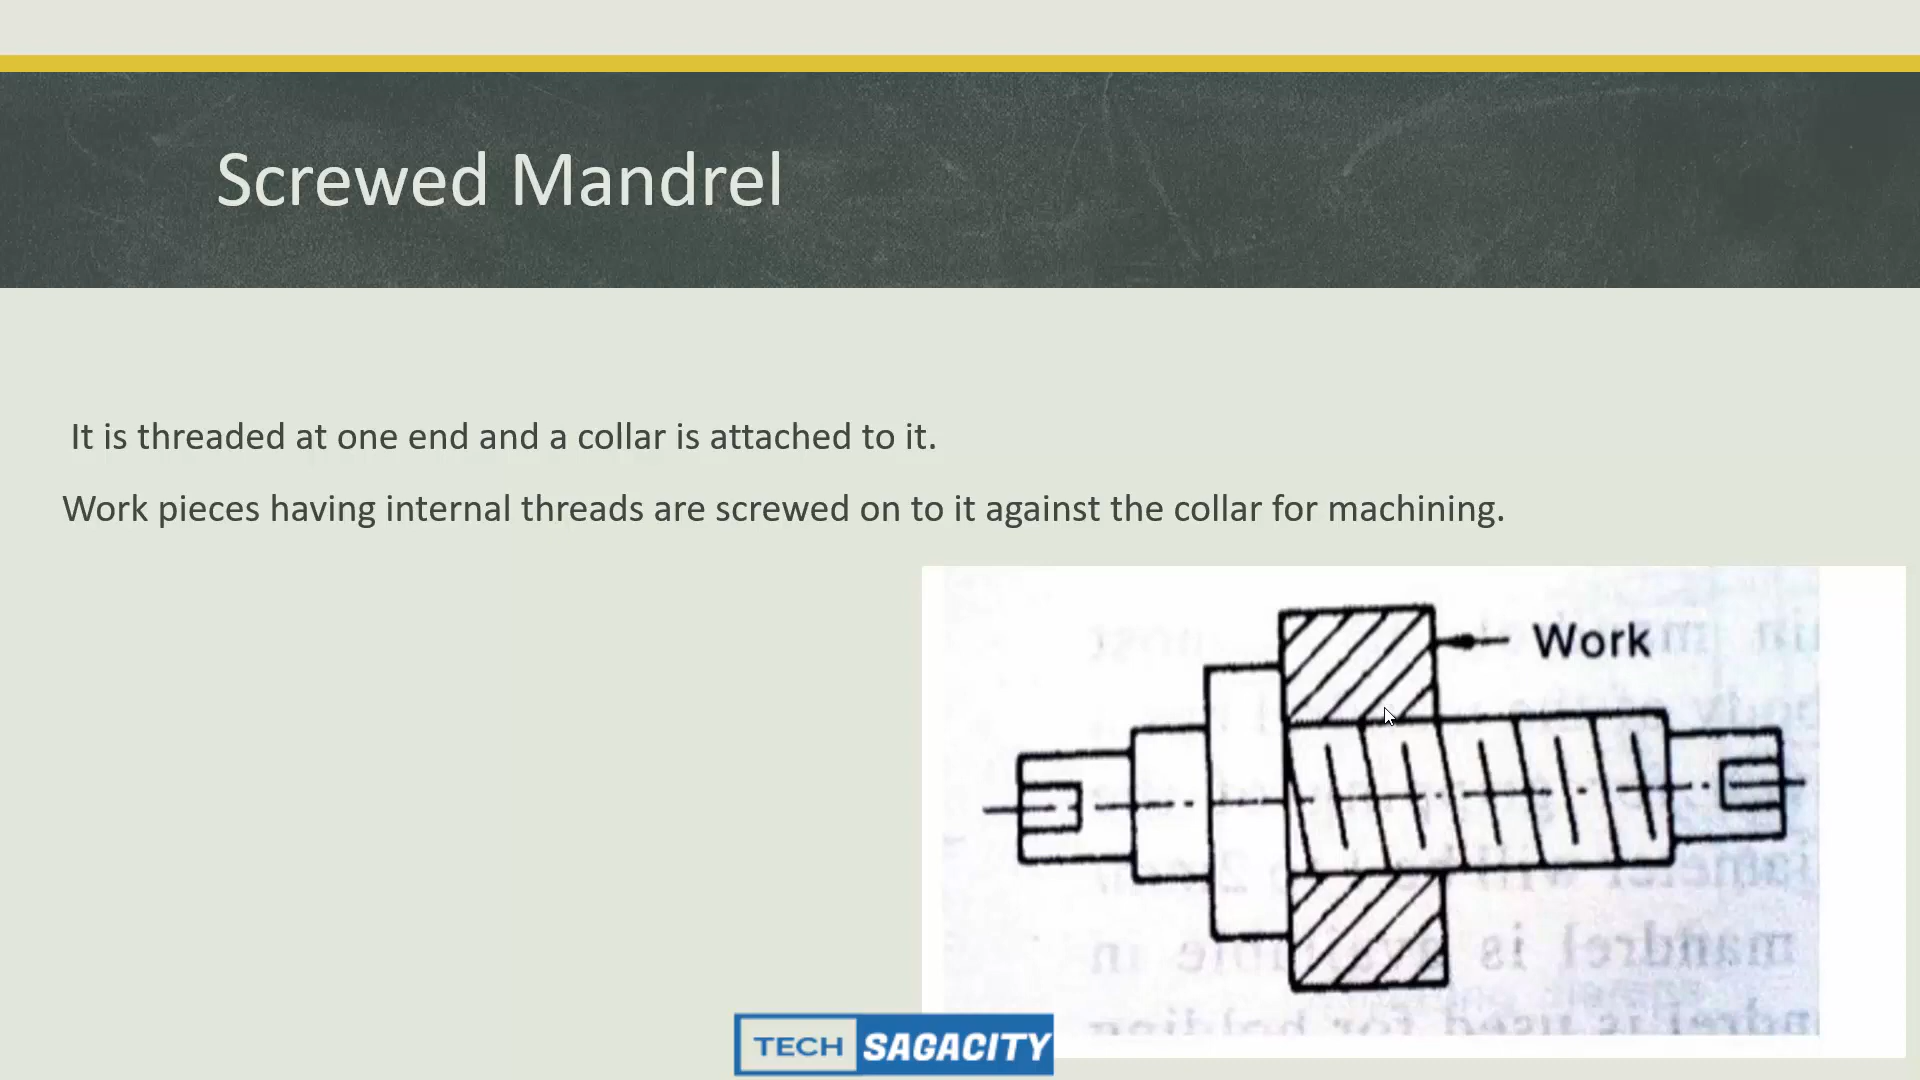 Screwed Mandrel
It is threaded at one end and a collar is attached to it.
Work pieces having internal threads are screwed on to it against the collar for machining.
Work
TECH SAGACITY